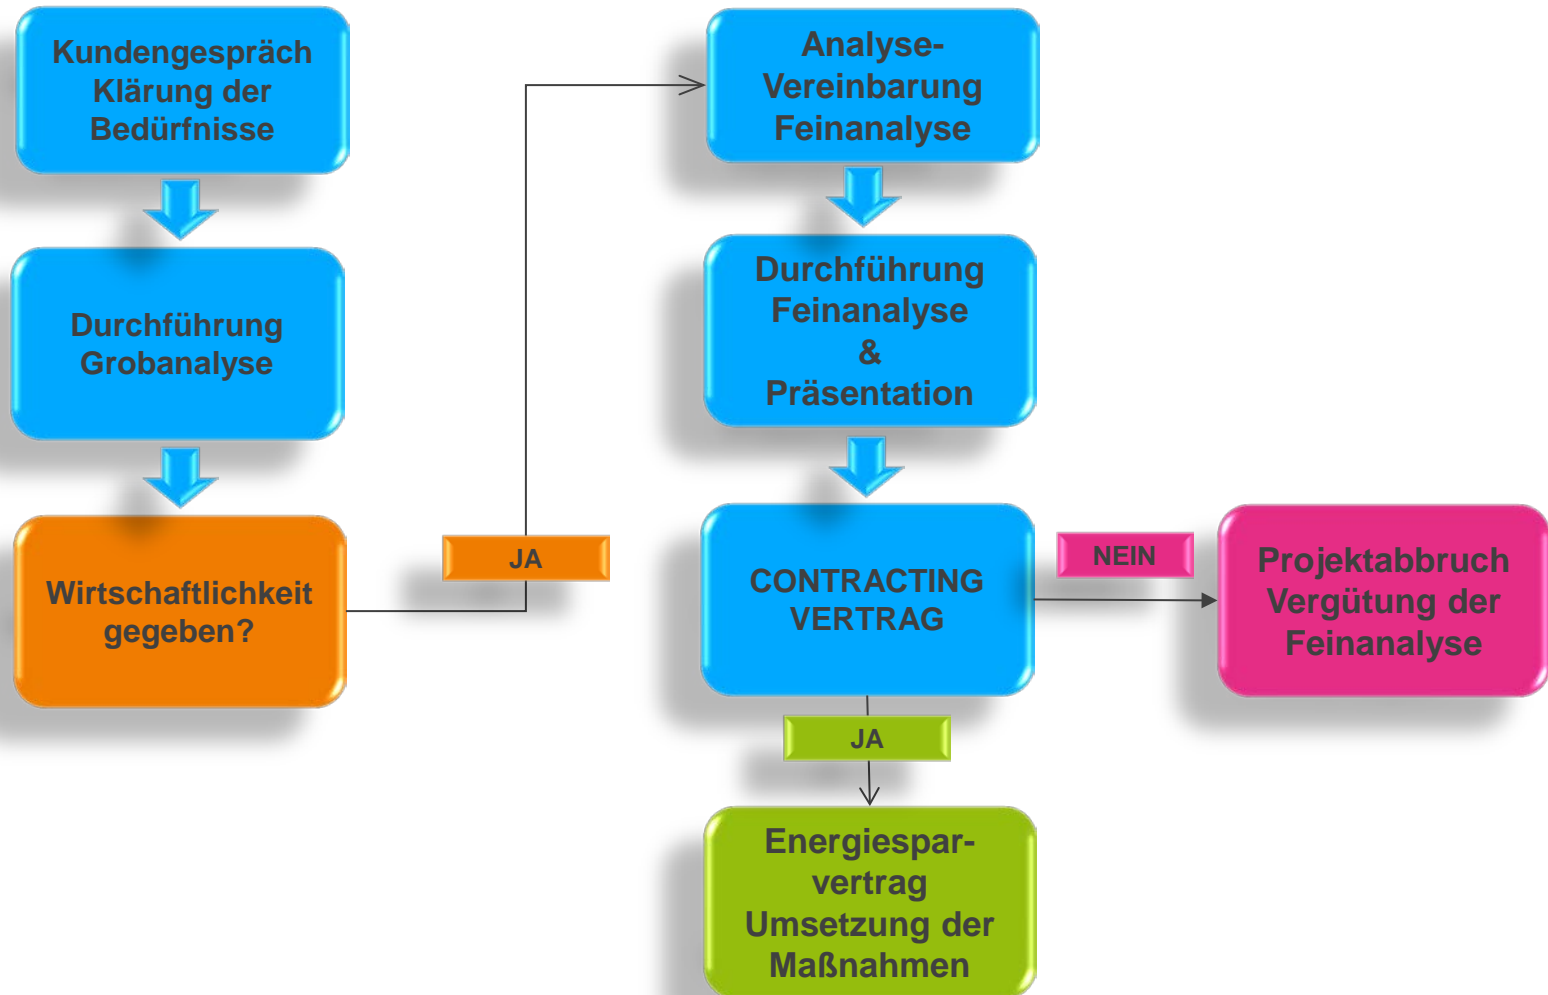 Kundengespräch
Klärung der
Bedürfnisse
Durchführung
Grobanalyse
Wirtschaftlichkeit
gegeben?
JA
Analyse-
Vereinbarung
Feinanalyse
Durchführung
Feinanalyse
&
Präsentation
CONTRACTING
VERTRAG
NEIN
Projektabbruch
Vergütung der
Feinanalyse
JA
Energiespar-
vertrag
Umsetzung der
Maßnahmen